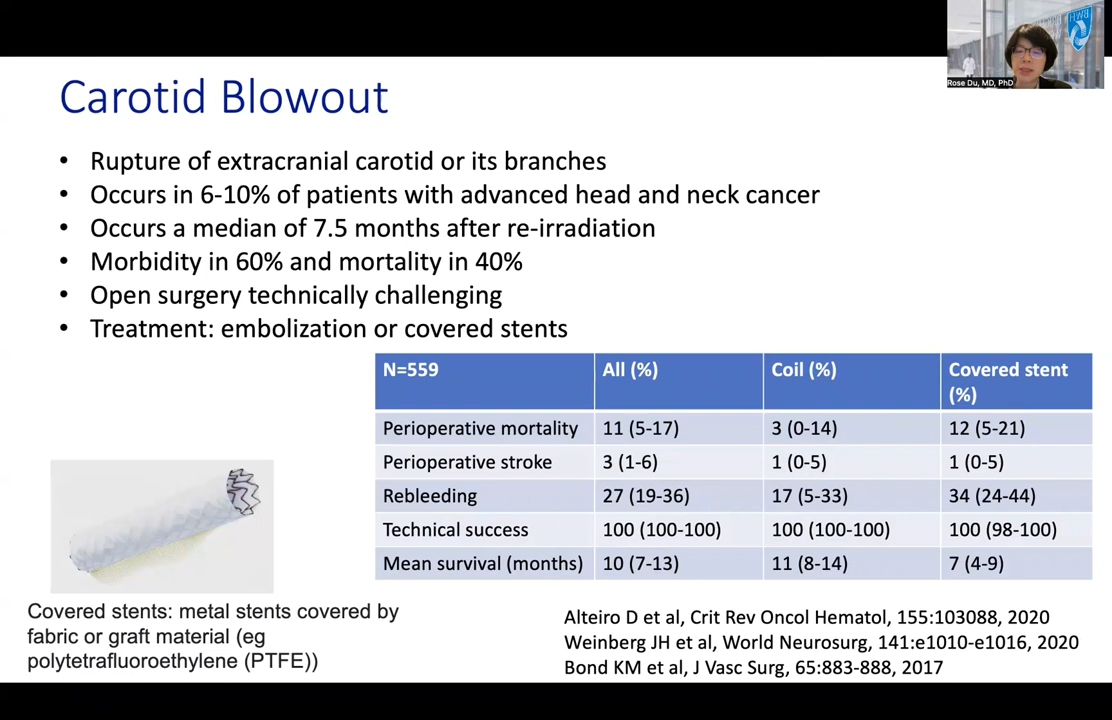 Rose Du, MD, PhD
Carotid Blowout
• Rupture of extracranial carotid or its branches
• Occurs in 6-10% of patients with advanced head and neck cancer
• Occurs a median of 7.5 months after re-irradiation
• Morbidity in 60% and mortality in 40%
• Open surgery technically challenging
• Treatment: embolization or covered stents
N=559 All (%) Coil (%) Covered stent
(%)
Perioperative mortality 11 (5-17) 3 (0-14) 12 (5-21)
Perioperative stroke 3 (1-6) 1 (0-5) 1 (0-5)
Rebleeding 27 (19-36) 17 (5-33) 34 (24-44)
Technical success 100 (100-100) 100 (100-100) 100 (98-100)
Mean survival (months) 10 (7-13) 11 (8-14) 7 (4-9)
Covered stents: metal stents covered by
fabric or graft material (eg
polytetrafluoroethylene (PTFE))
Alteiro D et al, Crit Rev Oncol Hematol, 155:103088, 2020
Weinberg JH et al, World Neurosurg, 141:e1010-e1016, 2020
Bond KM et al, J Vasc Surg, 65:883-888, 2017